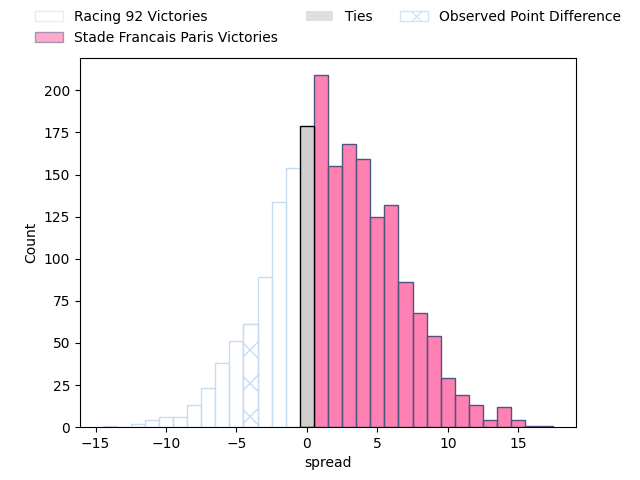 Racing 92 Victories
Ties
Observed Point Difference
Stade Francais Paris Victories
200
175
150
125
100
75
50
25
0
Count
−15
−10
−5
0
5
10
15
spread